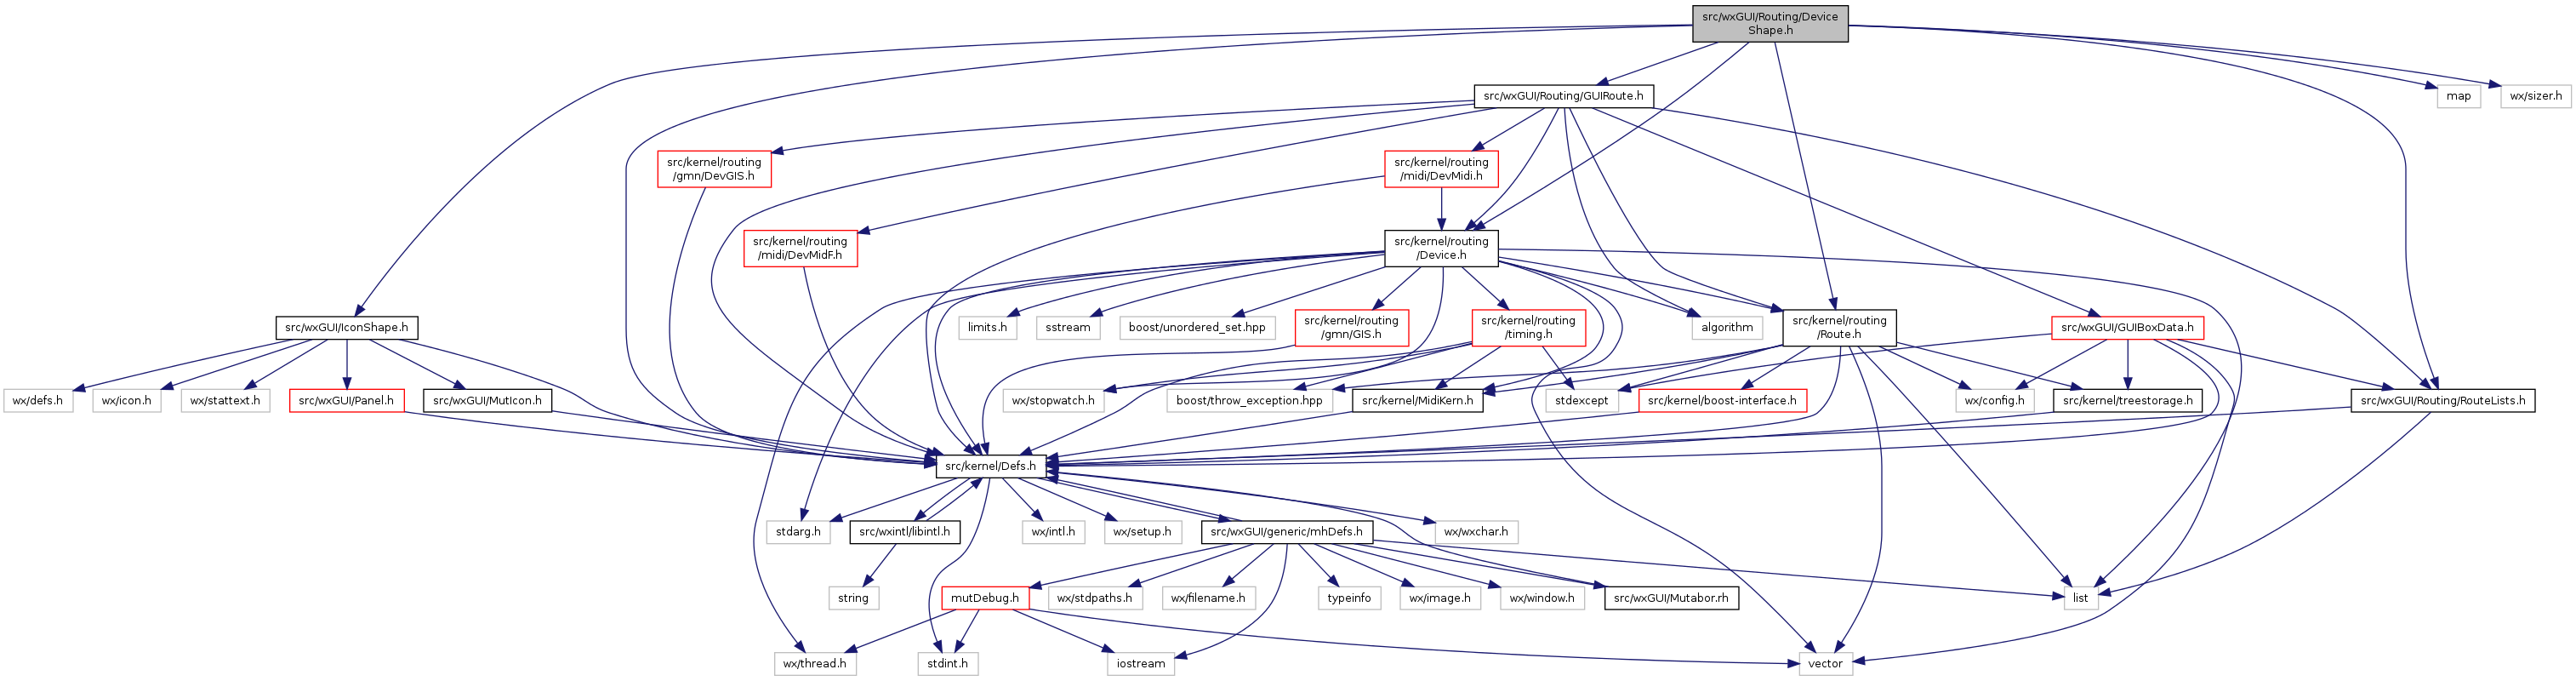 src/wxGUI/Routing/Device
Shape.h
src/wxGUI/Routing/GUIRoute.h
map
wx/sizer.h
src/kernel/routing
/gmn/DevGIS.h
src/kernel/routing
/midi/DevMidi.h
src/kernel/routing
/midi/DevMidF.h
src/kernel/routing
/Device.h
src/wxGUI/IconShape.h
limits.h
sstream
boost/unordered_set.hpp
src/kernel/routing
/gmn/GIS.h
src/kernel/routing
/timing.h
algorithm
src/kernel/routing
/Route.h
src/wxGUI/GUIBoxData.h
wx/defs.h
wx/icon.h
wx/stattext.h
src/wxGUI/Panel.h
src/wxGUI/MutIcon.h
wx/stopwatch.h
boost/throw_exception.hpp
src/kernel/MidiKern.h
stdexcept
src/kernel/boost-interface.h
wx/config.h
src/kernel/treestorage.h
src/wxGUI/Routing/RouteLists.h
src/kernel/Defs.h
stdarg.h
src/wxintl/libintl.h
wx/intl.h
wx/setup.h
src/wxGUI/generic/mhDefs.h
wx/wxchar.h
string
mutDebug.h
wx/stdpaths.h
wx/filename.h
typeinfo
wx/image.h
wx/window.h
src/wxGUI/Mutabor.rh
list
wx/thread.h
stdint.h
iostream
vector